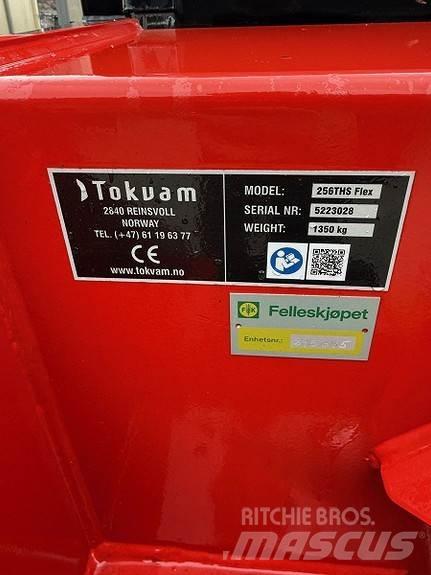 Tokvam
2840 REINSVOLL
NORWAY
TEL. (+47) 61 19 63 77
CE
www.tokvam.no
MODEL: 256THS Flex
SERIAL NR: 5223028
WEIGHT: 1350 kg
FK Felleskjøpet
Enhetsnr.:
RITCHIE BROS.
MASCUS